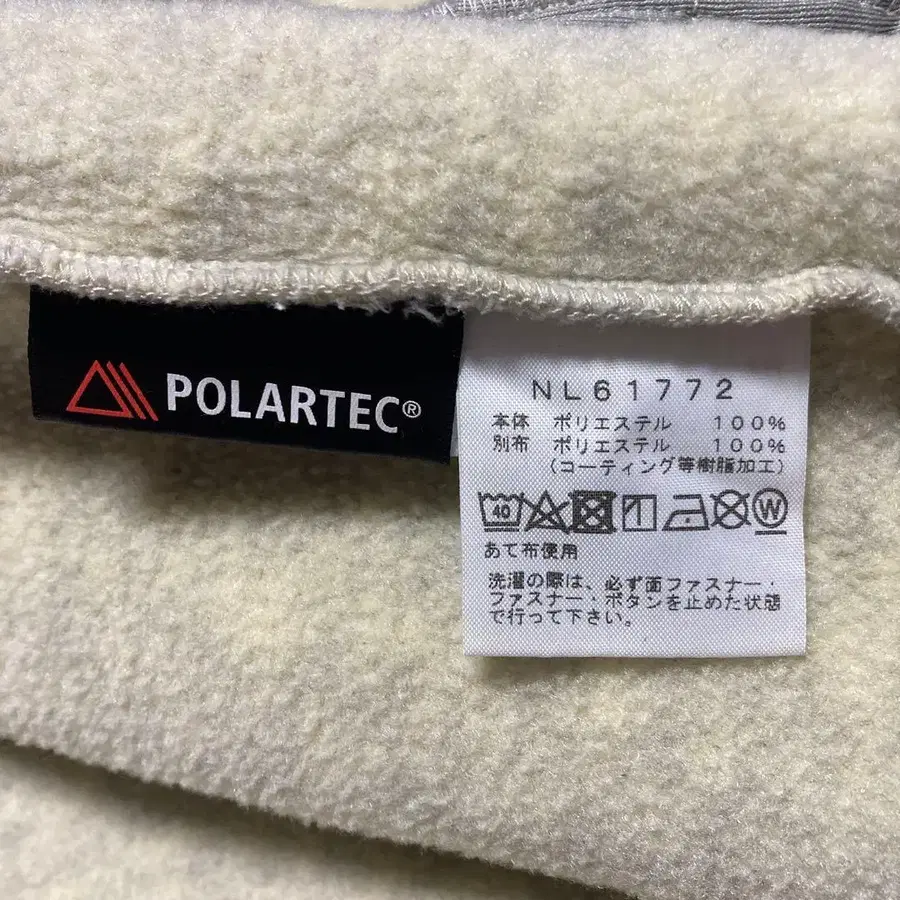 POLARTEC®
NL61772
本体 ポリエステル 100%
別布 ポリエステル 100%
(コーティング等樹脂加工)
40 W
あて布使用
洗濯の際は、必ず面ファスナー・
ファスナー・ボタンを止めた状態
で行って下さい。